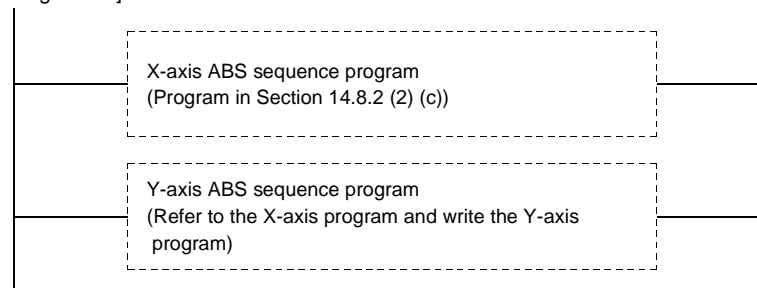 X-axis ABS sequence program
(Program in Section 14.8.2 (2) (c))
Y-axis ABS sequence program
(Refer to the X-axis program and write the Y-axis
program)